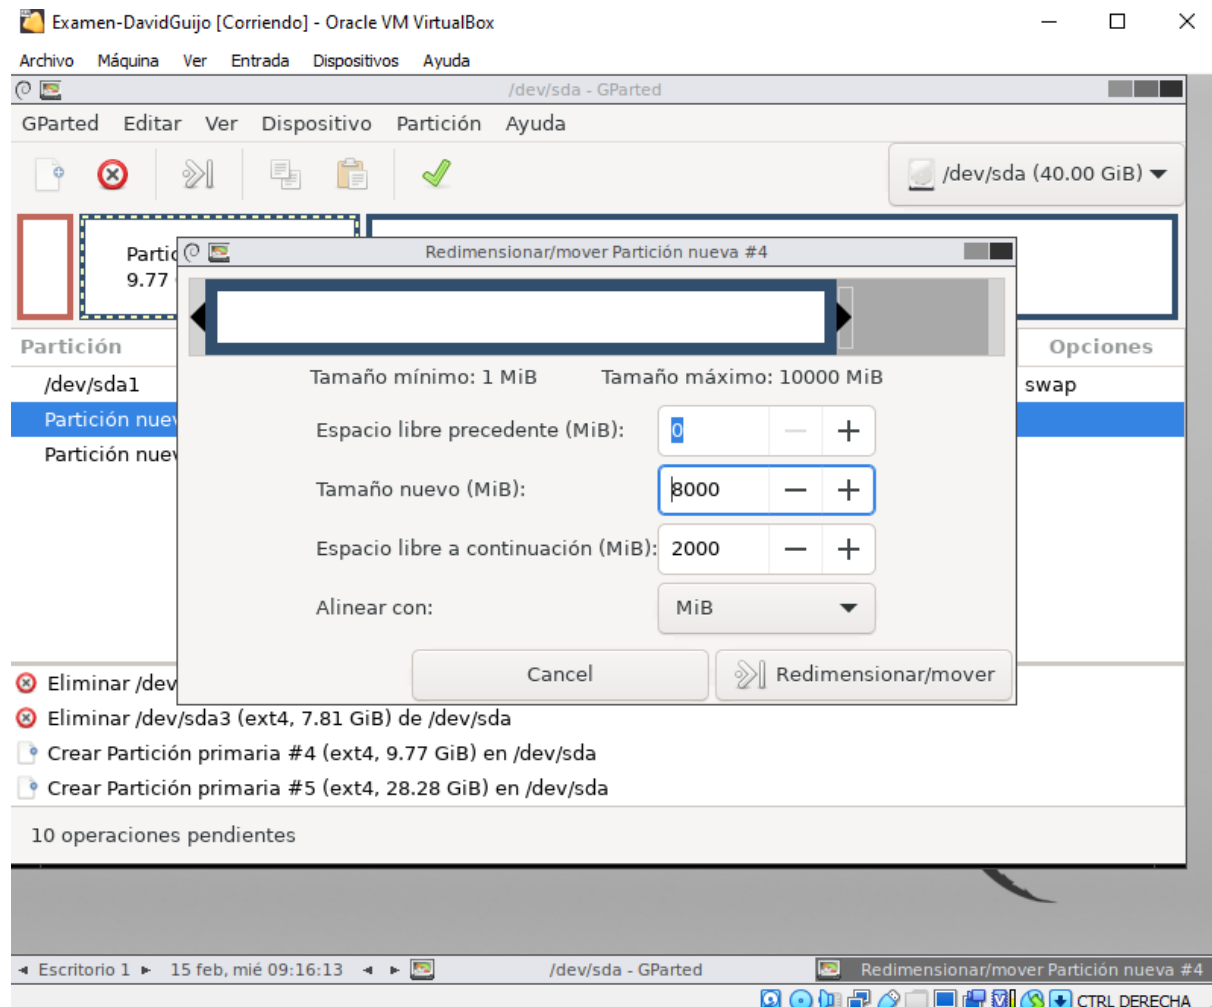 Examen-DavidGuijo [Corriendo] - Oracle VM VirtualBox
Archivo Máquina Ver Entrada Dispositivos Ayuda
/dev/sda - GParted
GParted Editar Ver Dispositivo Partición Ayuda
/dev/sda (40.00 GiB)
9.77
Redimensionar/mover Partición nueva #4
Partición
Opciones
/dev/sda1
swap
Tamaño mínimo: 1 MiB Tamaño máximo: 10000 MiB
Espacio libre precedente (MiB): 0
Tamaño nuevo (MiB): 8000
Espacio libre a continuación (MiB): 2000
Alinear con: MiB
Cancel
Redimensionar/mover
Partición
Partición
Eliminar
Eliminar /dev/sda3 (ext4, 7.81 GiB) de /dev/sda
Crear Partición primaria #4 (ext4, 9.77 GiB) en /dev/sda
Crear Partición primaria #5 (ext4, 28.28 GiB) en /dev/sda
10 operaciones pendientes
Escritorio 1 15 feb, mié 09:16:13 /dev/sda - GParted Redimensionar/mover Partición nueva #4
CTRL DERECHA